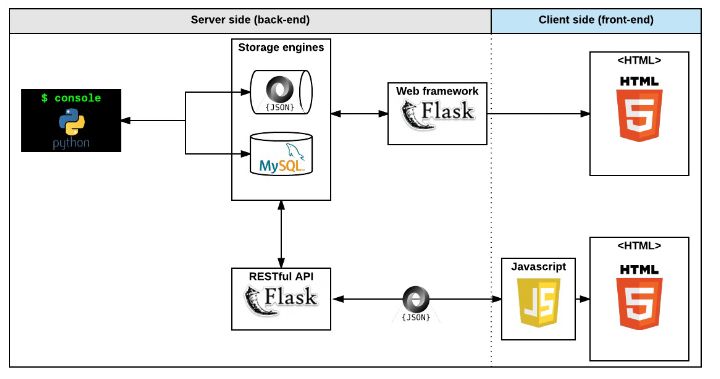 Server side (back-end)
Client side (front-end)
Storage engines
$ console
python
{JSON}
MySQL
Web framework
Flask
<HTML>
HTML
5
RESTful API
Flask
{JSON}
Javascript
JS
<HTML>
HTML
5